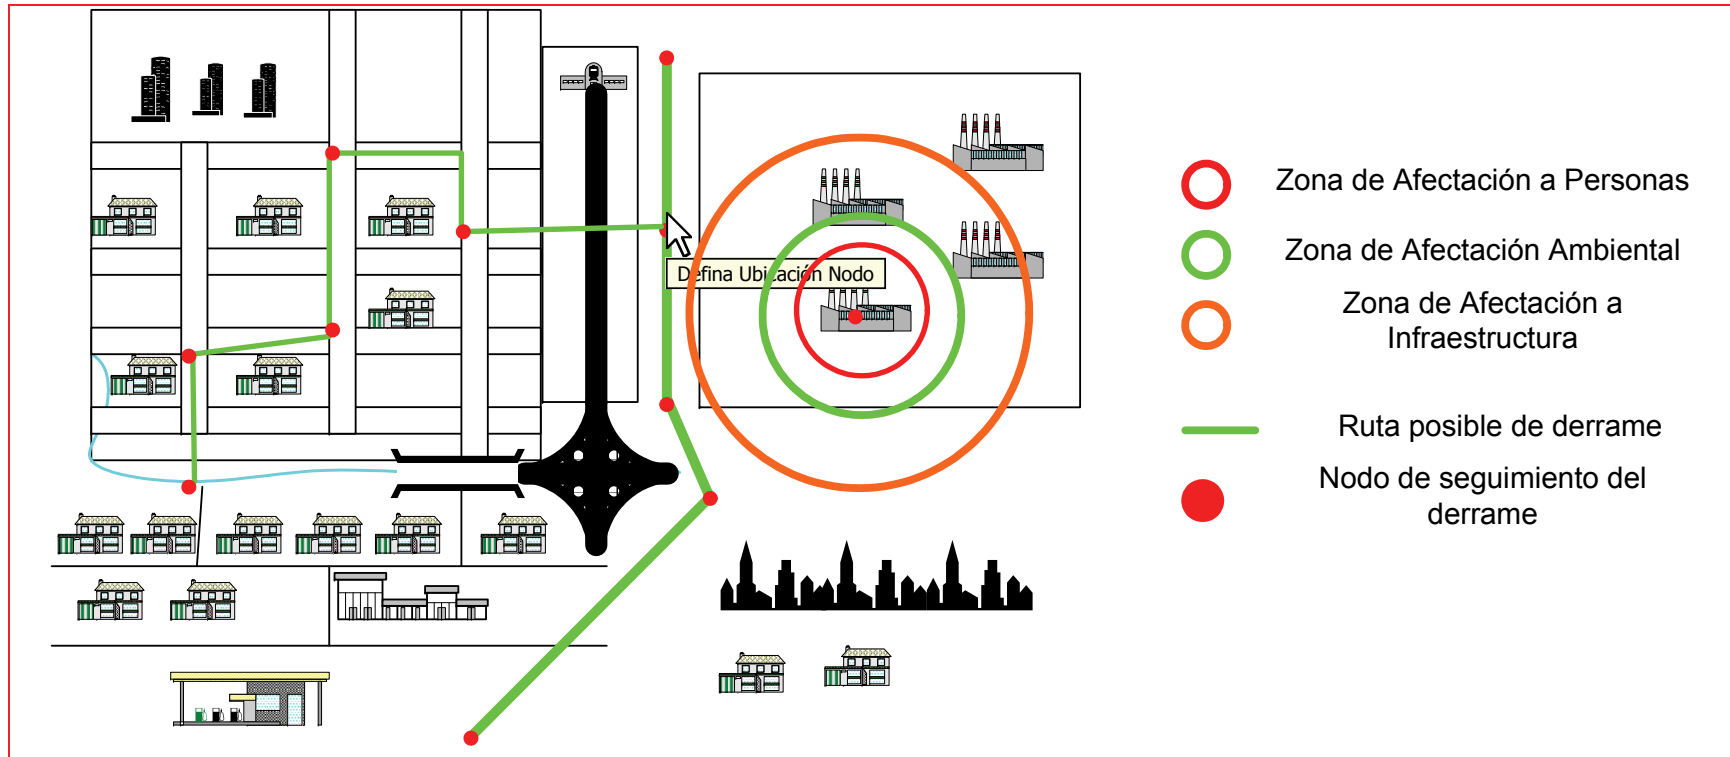 Defina Ubicación Nodo
Zona de Afectación a Personas
Zona de Afectación Ambiental
Zona de Afectación a
Infraestructura
Ruta posible de derrame
Nodo de seguimiento del
derrame